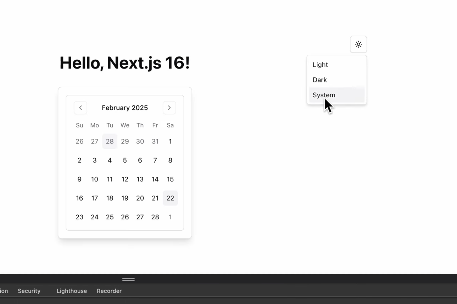 Hello, Next.js 16!
Light
Dark
System
February 2025
Su Mo Tu We Th Fr Sa
26 27 28 29 30 31 1
2 3 4 5 6 7 8
9 10 11 12 13 14 15
16 17 18 19 20 21 22
23 24 25 26 27 28 1
ion Security Lighthouse Recorder